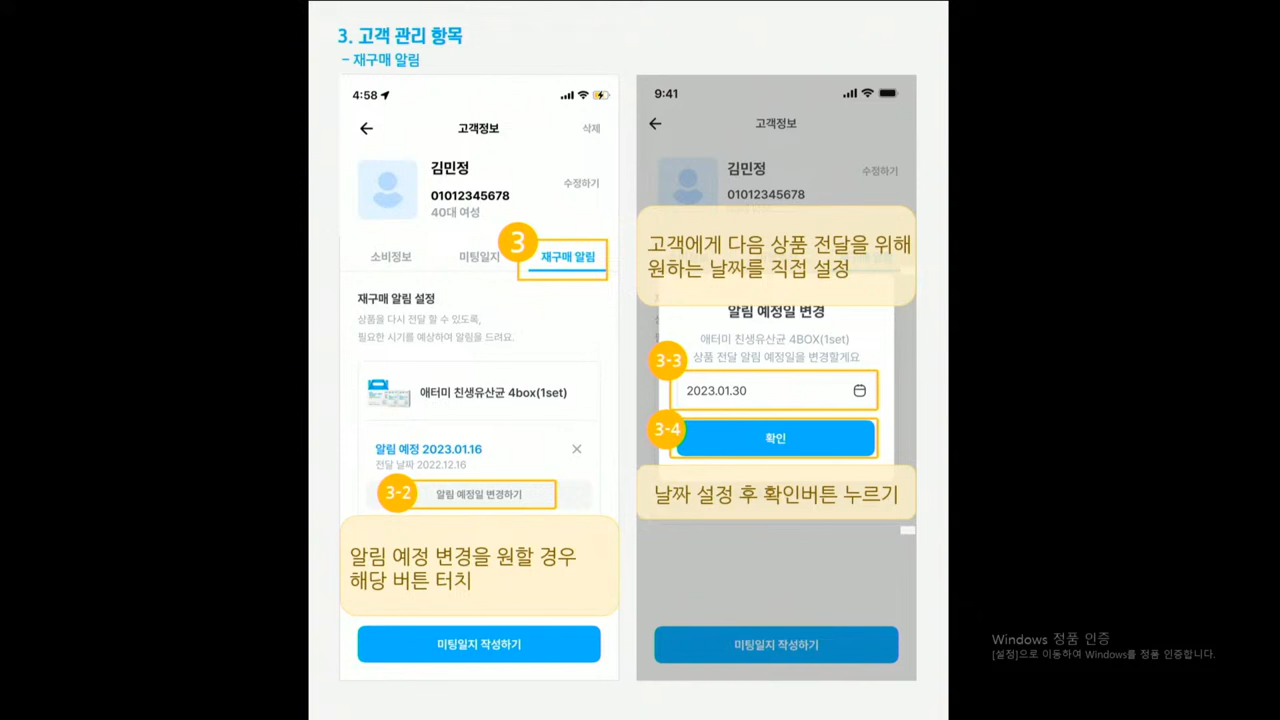 3. 고객 관리 항목
- 재구매 알림
4:58
고객정보
삭제
김민정
01012345678
40대 여성
수정하기
소비정보
미팅일지
3
재구매 알림
재구매 알림 설정
상품을 다시 전달 할 수 있도록,
필요한 시기를 예상하여 알림을 드려요.
애터미 친생유산균 4box(1set)
알림 예정 2023.01.16
전달 날짜 2022.12.16
3-2
알림 예정일 변경하기
알림 예정 변경을 원할 경우
해당 버튼 터치
미팅일지 작성하기
9:41
고객정보
김민정
01012345678
수정하기
고객에게 다음 상품 전달을 위해
원하는 날짜를 직접 설정
알림 예정일 변경
애터미 친생유산균 4BOX(1set)
상품 전달 알림 예정일을 변경할게요
3-3
2023.01.30
3-4
확인
날짜 설정 후 확인버튼 누르기
미팅일지 작성하기
Windows 정품 인증
[설정]으로 이동하여 Windows를 정품 인증합니다.